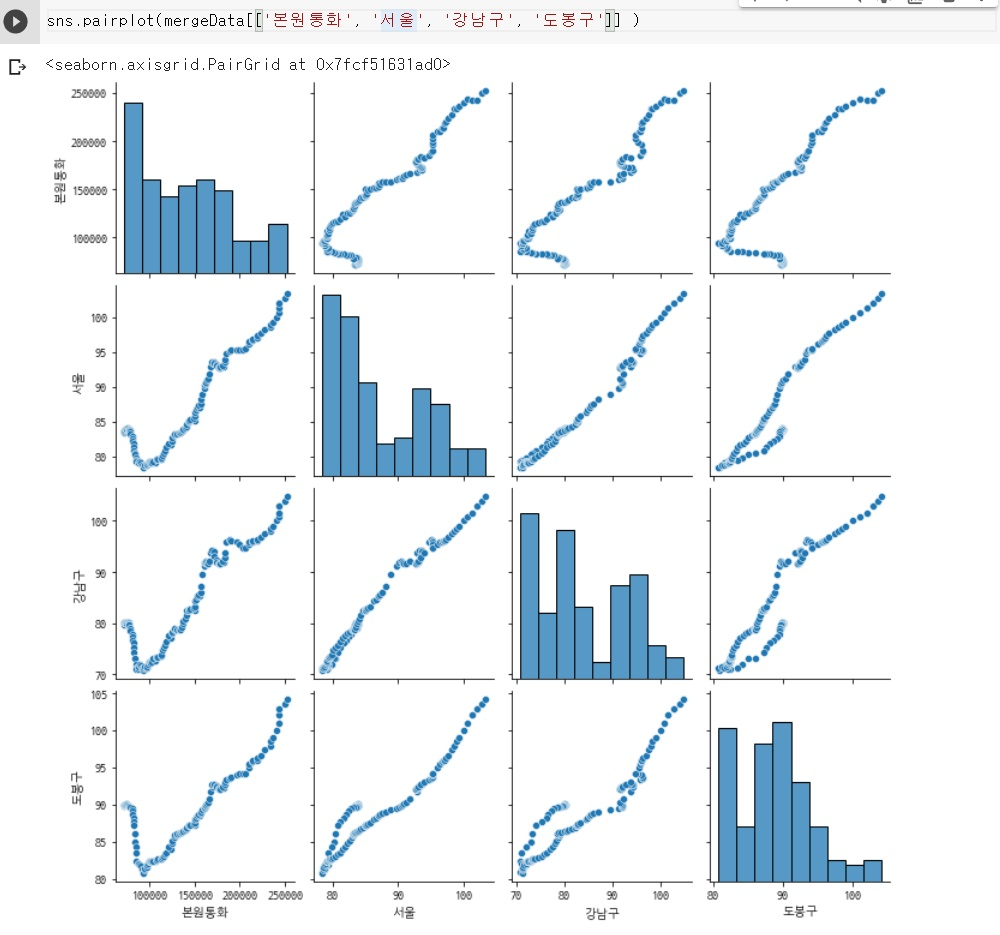 sns.pairplot(mergeData[['본원통화', '서울', '강남구', '도봉구']] )
<seaborn.axisgrid.PairGrid at 0x7fcf51631ad0>
250000
200000
150000
100000
본원통화
100
95
90
85
80
서울
100
90
80
70
강남구
105
100
95
90
85
80
도봉구
100000 150000 200000 250000
본원통화
80 90 100
서울
70 80 90 100
강남구
80 90 100
도봉구